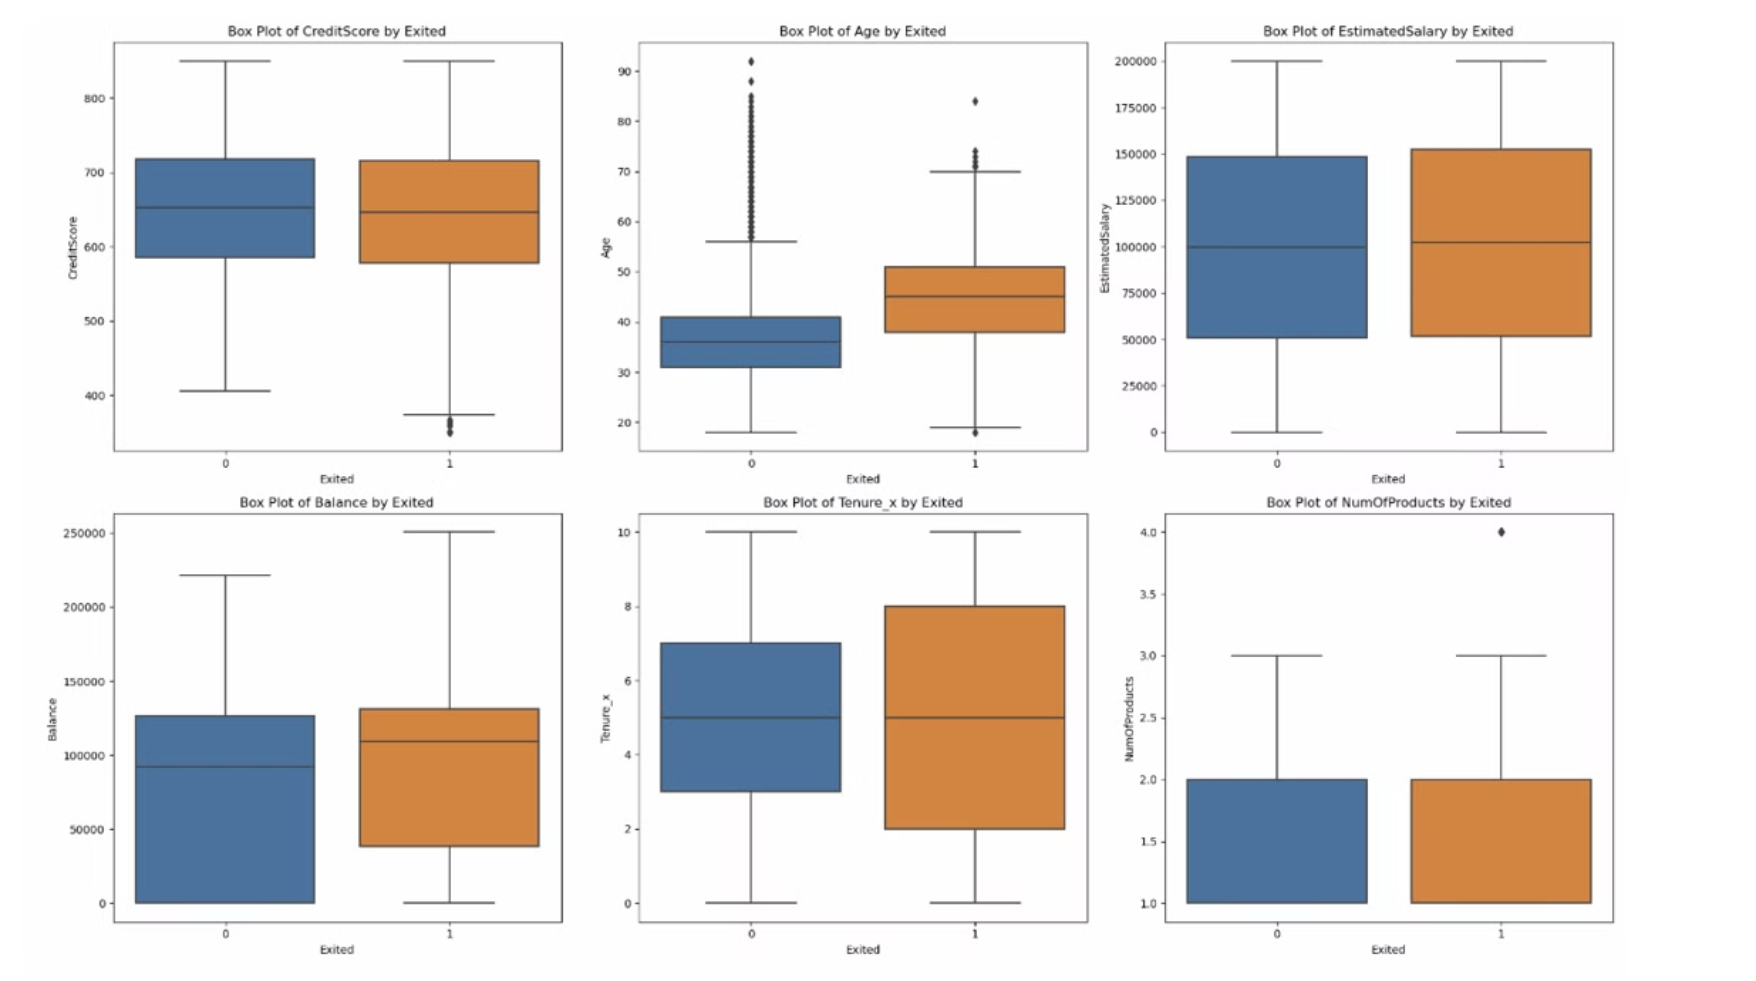 Box Plot of CreditScore by Exited
800
700
600
500
400
CreditScore
0
1
Exited
Box Plot of Age by Exited
90
80
70
60
50
40
30
20
Age
0
1
Exited
Box Plot of EstimatedSalary by Exited
200000
175000
150000
125000
100000
75000
50000
25000
0
EstimatedSalary
0
1
Exited
Box Plot of Balance by Exited
250000
200000
150000
100000
50000
0
Balance
0
1
Exited
Box Plot of Tenure_x by Exited
10
8
6
4
2
0
Tenure_x
0
1
Exited
Box Plot of NumOfProducts by Exited
4.0
3.5
3.0
2.5
2.0
1.5
1.0
NumOfProducts
0
1
Exited